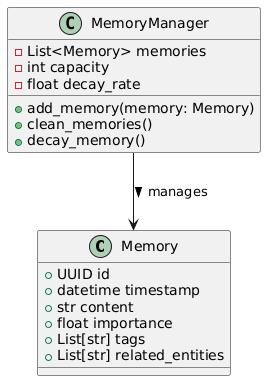 C MemoryManager
List<Memory> memories
int capacity
float decay_rate
add_memory(memory: Memory)
clean_memories()
decay_memory()
manages
C Memory
UUID id
datetime timestamp
str content
float importance
List[str] tags
List[str] related_entities